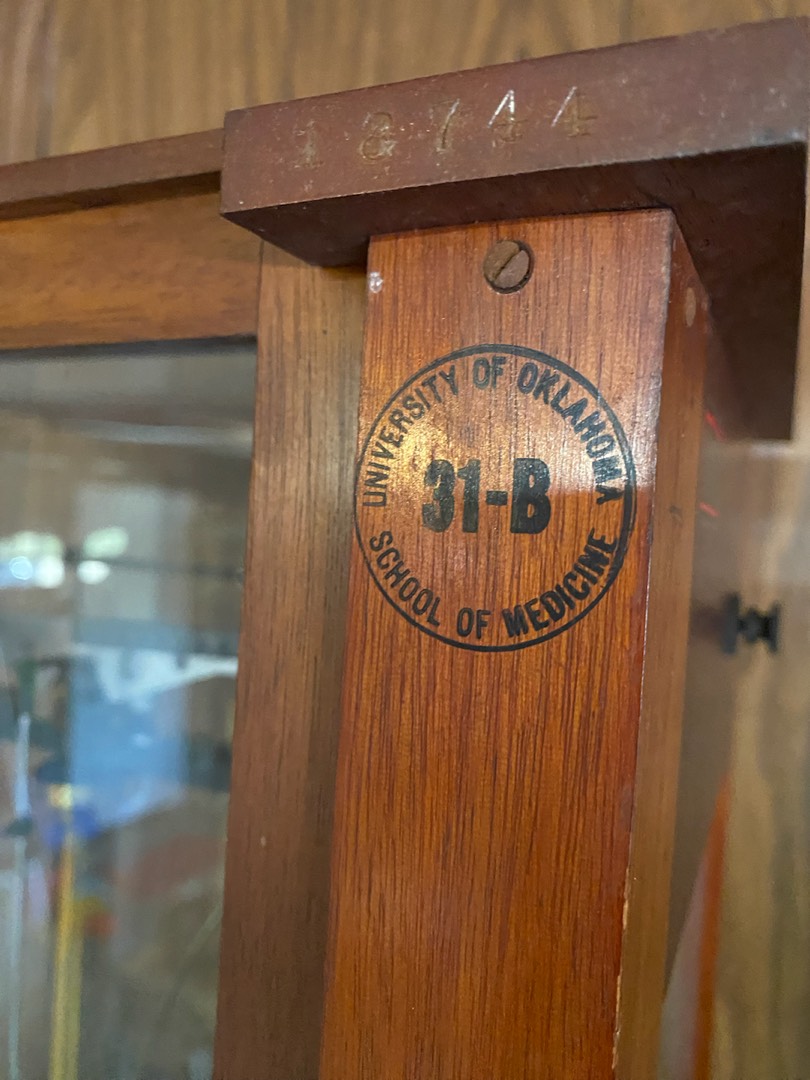 18744
UNIVERSITY OF OKLAHOMA
31-B
SCHOOL OF MEDICINE